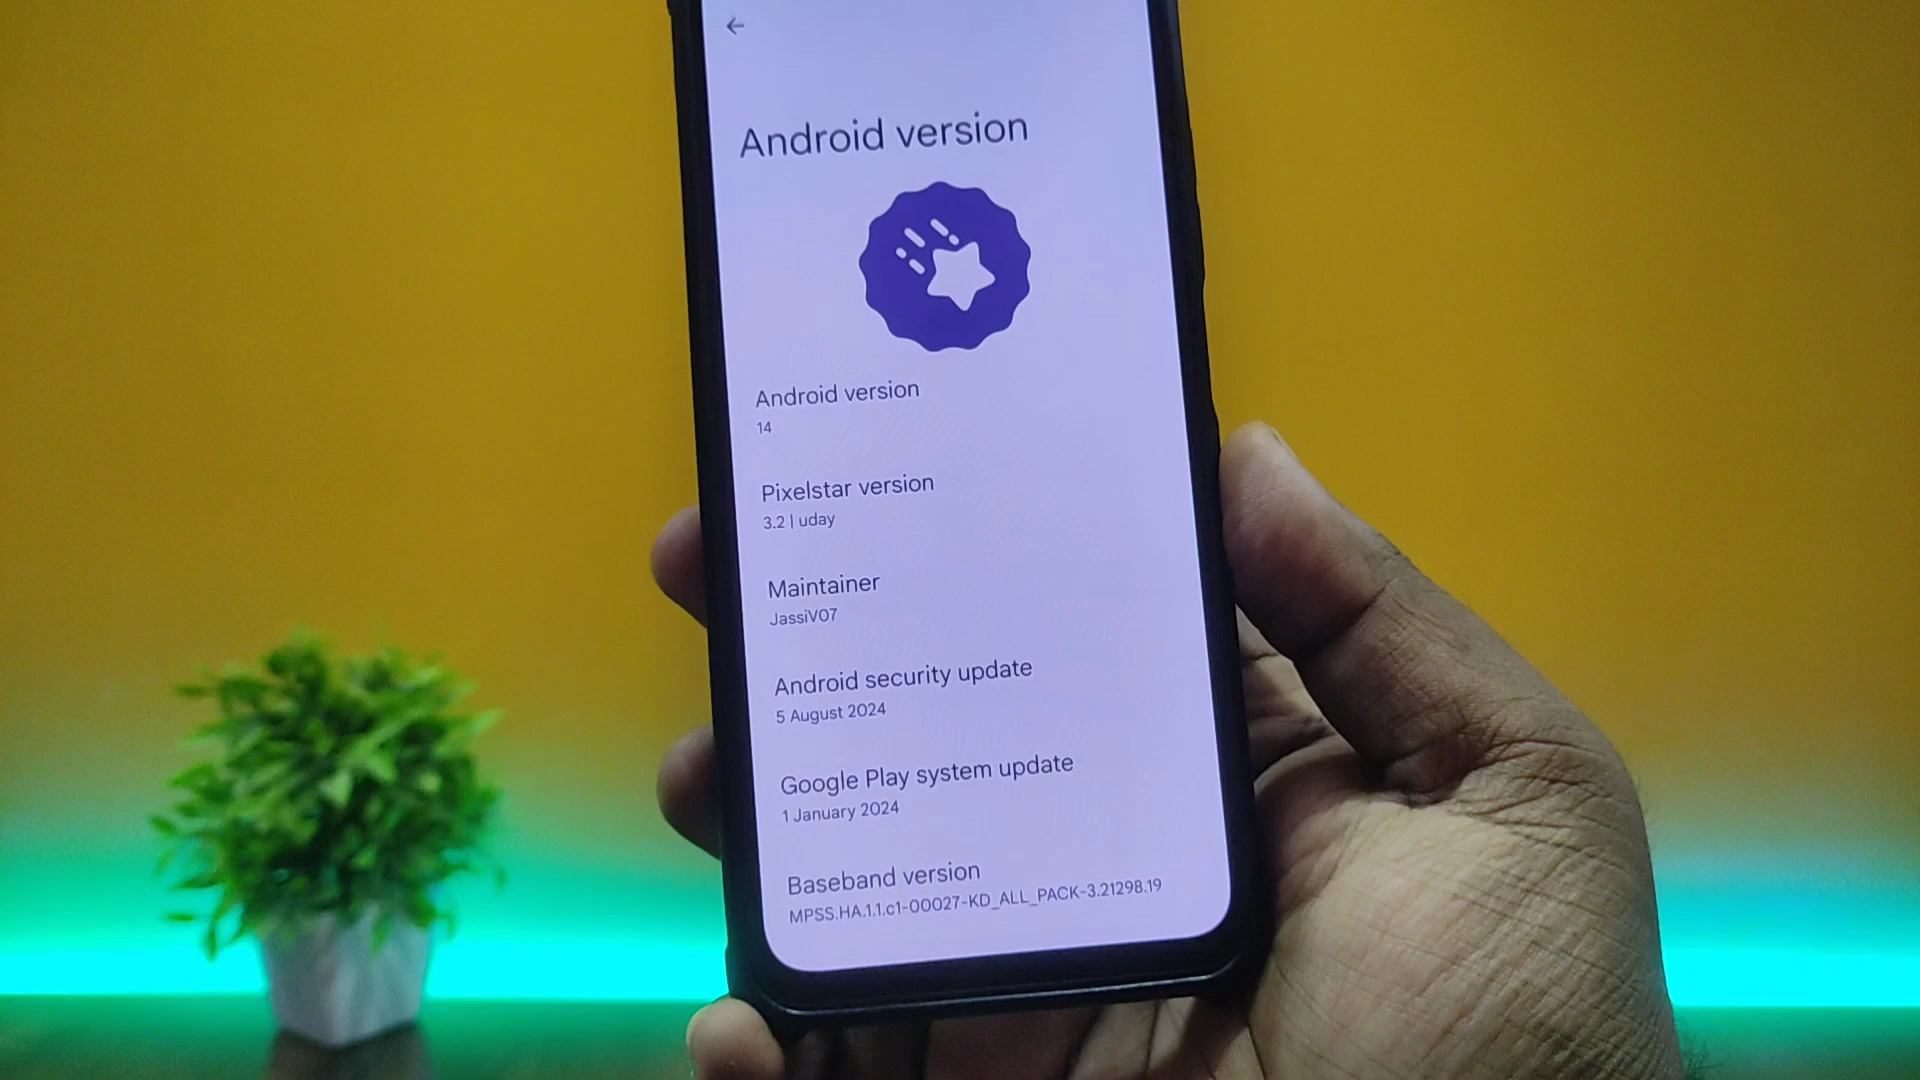 Android version
Android version
14
Pixelstar version
3.2 | uday
Maintainer
JassiV07
Android security update
5 August 2024
Google Play system update
1 January 2024
Baseband version
MPSS.HA.1.1.c1-00027-KD_ALL_PACK-3.21298.19